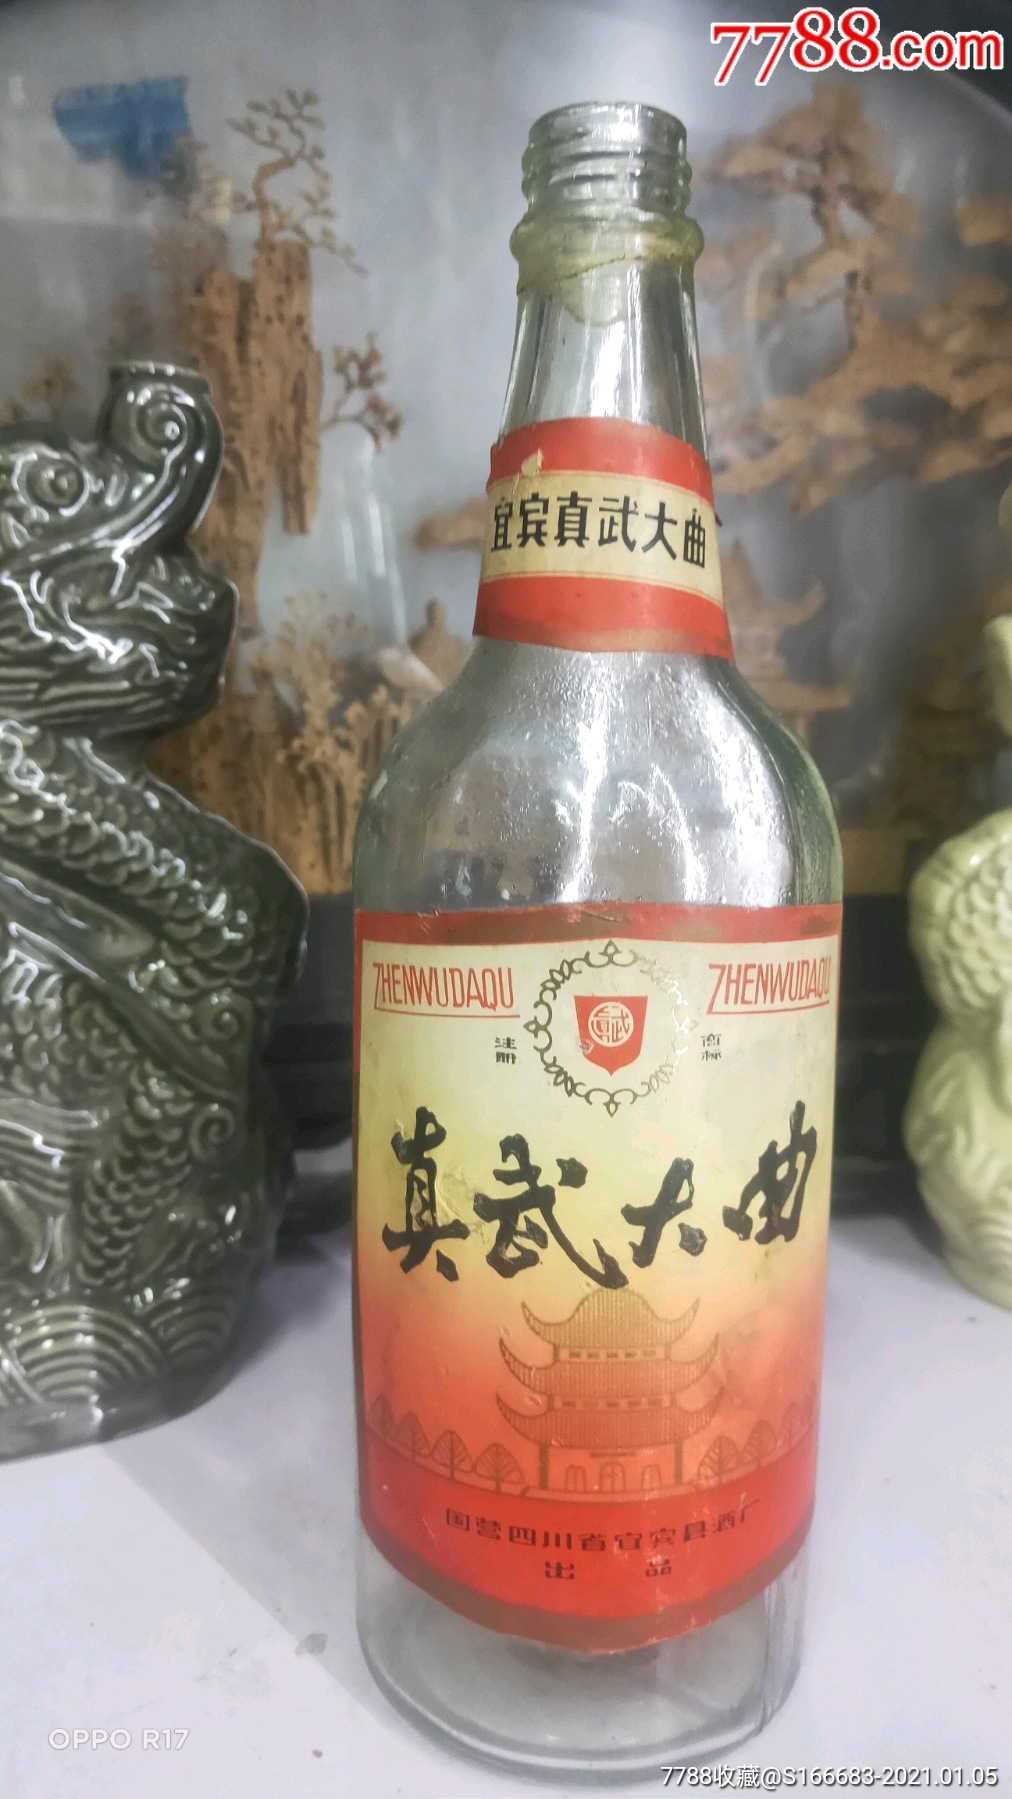 7788.com
宜宾真武大曲
ZHENWUDAQU
ZHENWUDAQU
注册
商标
真武
真武大曲
国营四川省宜宾县酒厂
出品
OPPO R17
7788收藏@S166683-2021.01.05